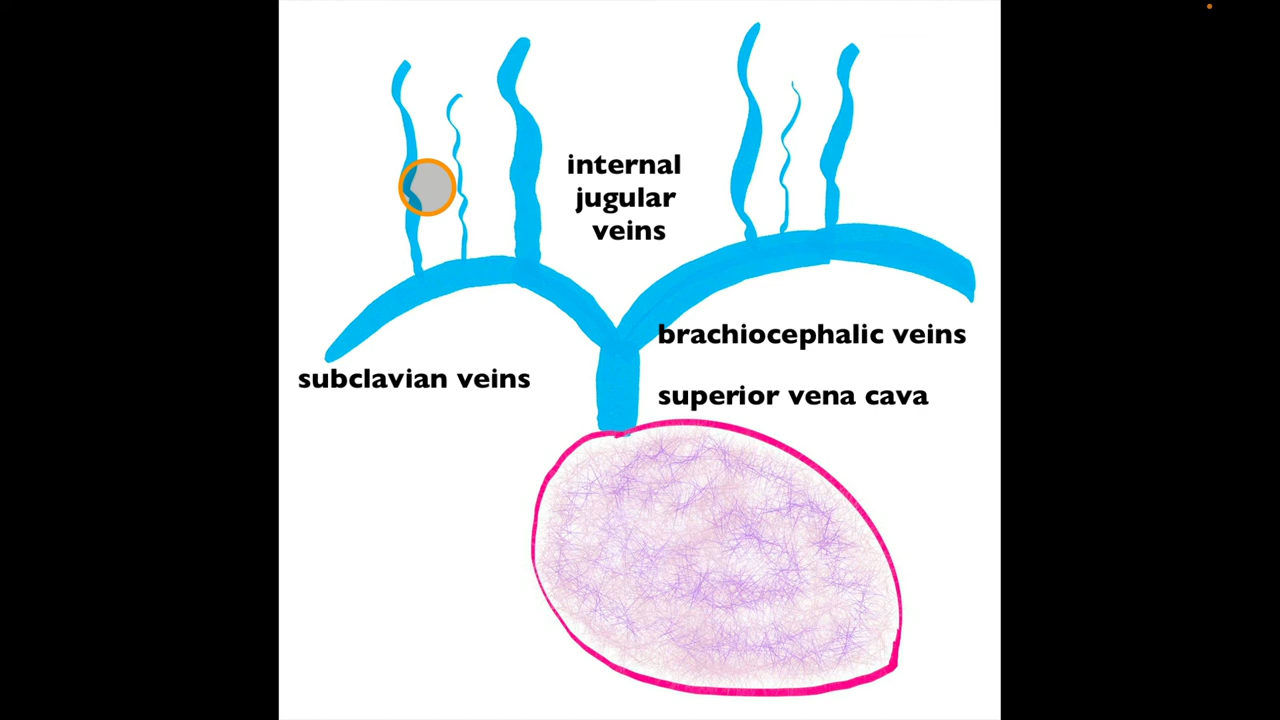 internal
jugular
veins
brachiocephalic veins
subclavian veins
superior vena cava